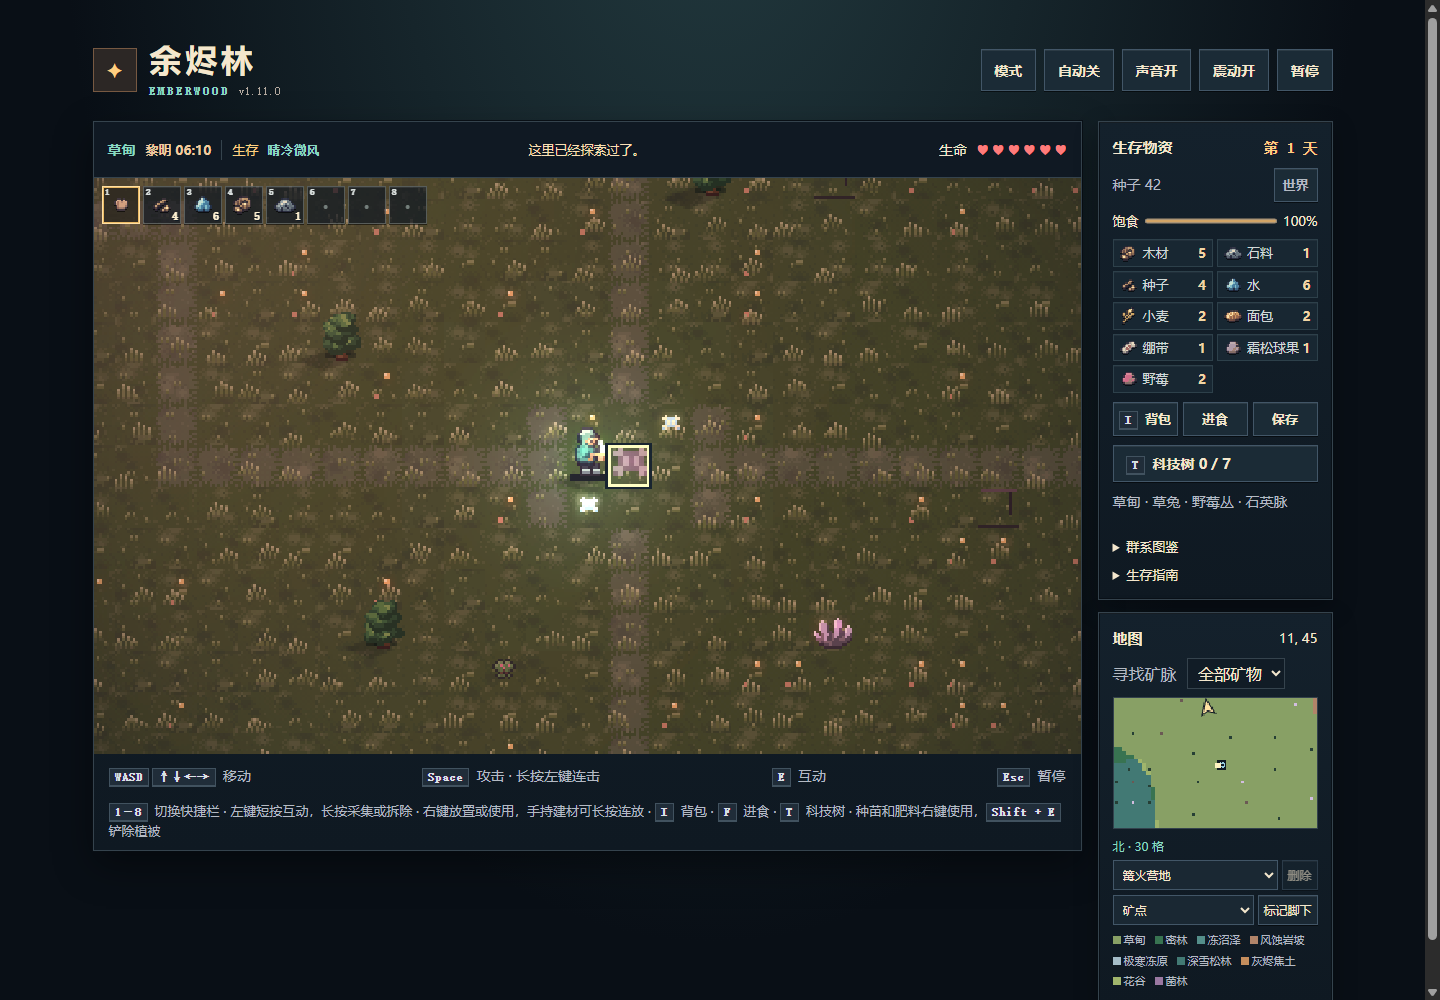 余烬林
EMBERWOOD v1.11.0
模式 自动关 声音开 震动开 暂停
草甸 黎明 06:10 生存 晴冷微风
这里已经探索过了。
生命
1 2 4 3 6 4 5 5 1 6 7 8
WASD ↑↓←→ 移动
Space 攻击 · 长按左键连击
E 互动
Esc 暂停
1-8 切换快捷栏 · 左键短按互动，长按采集或拆除 · 右键放置或使用，手持建材可长按连放 · I 背包 · F 进食 · T 科技树 · 种苗和肥料右键使用， Shift + E
铲除植被
生存物资 第 1 天
种子 42 世界
饱食 100%
木材 5 石料 1
种子 4 水 6
小麦 2 面包 2
绷带 1 霜松球果 1
野莓 2
I 背包 进食 保存
T 科技树 0 / 7
草甸 · 草兔 · 野莓丛 · 石英脉
▶ 群系图鉴
▶ 生存指南
地图 11, 45
寻找矿脉 全部矿物
北 · 30 格
篝火营地 删除
矿点 标记脚下
草甸 密林 冻沼泽 风蚀岩坡
极寒冻原 深雪松林 灰烬焦土
花谷 菌林